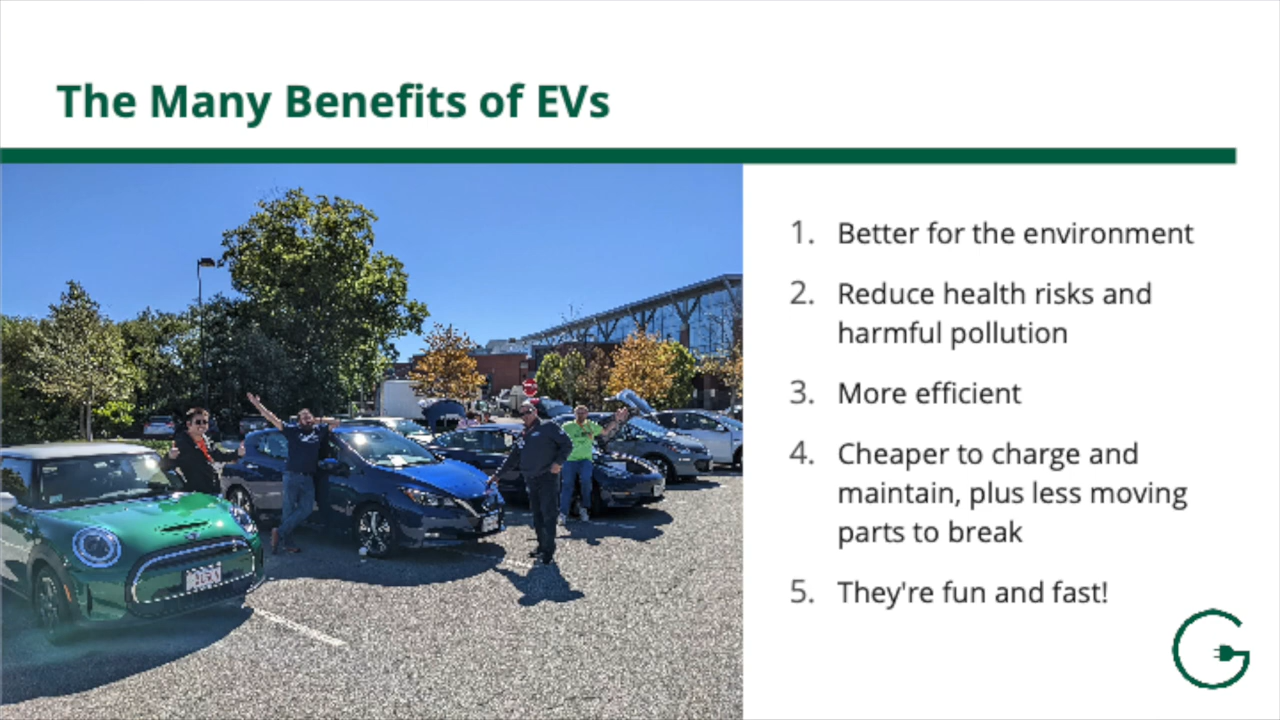 The Many Benefits of EVs
1. Better for the environment
2. Reduce health risks and
harmful pollution
3. More efficient
4. Cheaper to charge and
maintain, plus less moving
parts to break
5. They're fun and fast!